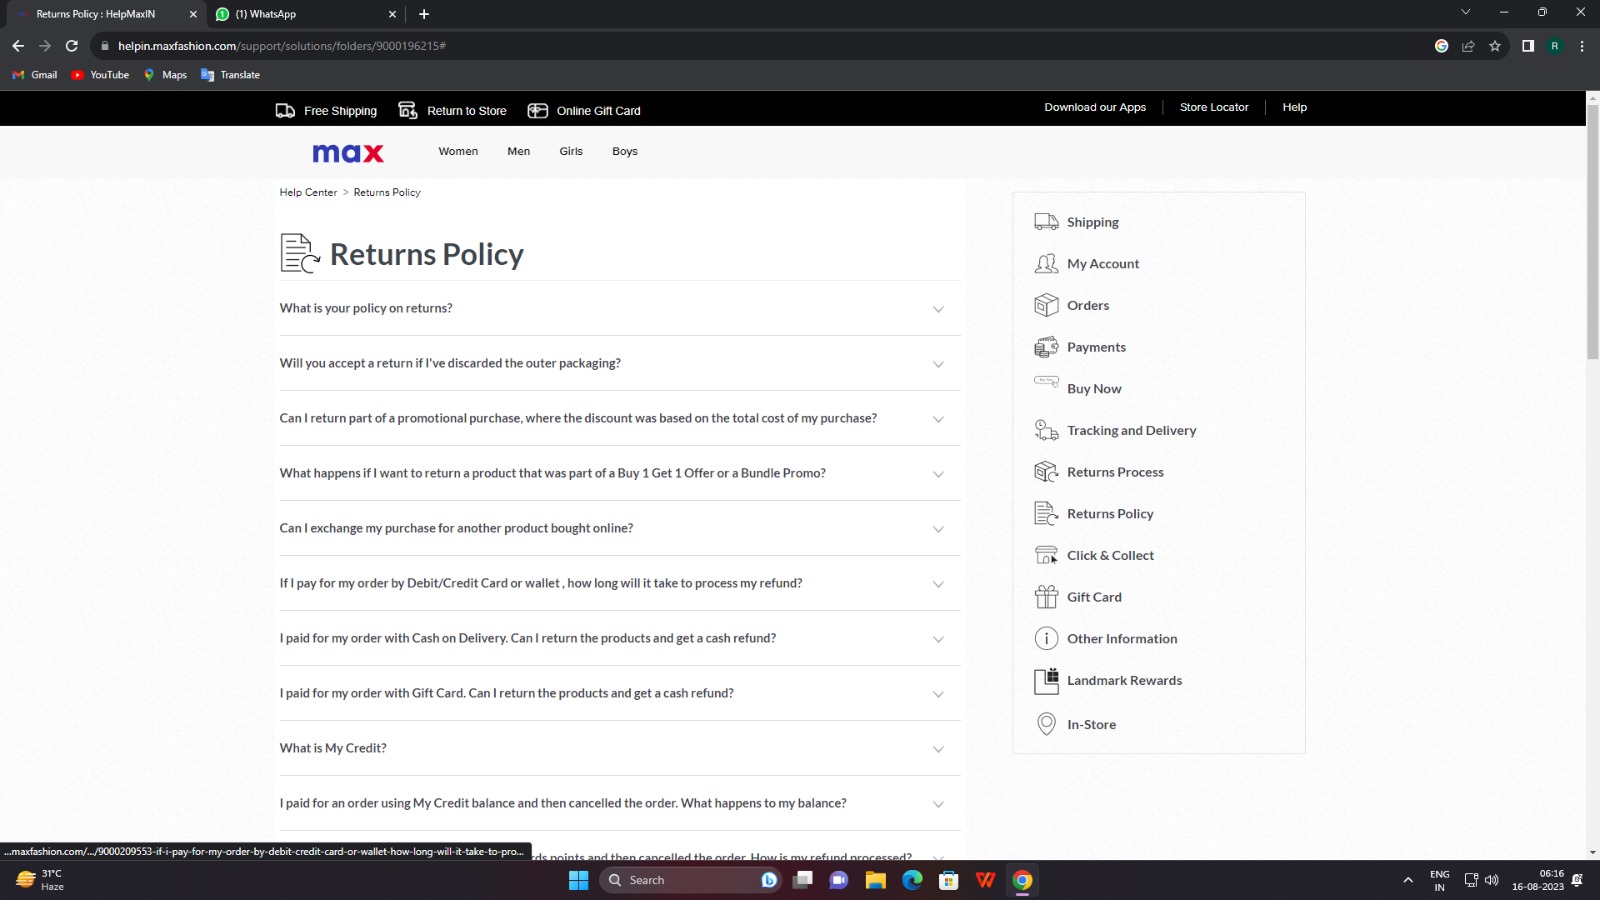 Returns Policy : HelpMaxIN
(1) WhatsApp
helpin.maxfashion.com/support/solutions/folders/9000196215#
R
Gmail
YouTube
Maps
Translate
Free Shipping
Return to Store
Online Gift Card
Download our Apps
Store Locator
Help
max
Women
Men
Girls
Boys
Help Center > Returns Policy
Returns Policy
What is your policy on returns?
Will you accept a return if I've discarded the outer packaging?
Can I return part of a promotional purchase, where the discount was based on the total cost of my purchase?
What happens if I want to return a product that was part of a Buy 1 Get 1 Offer or a Bundle Promo?
Can I exchange my purchase for another product bought online?
If I pay for my order by Debit/Credit Card or wallet , how long will it take to process my refund?
I paid for my order with Cash on Delivery. Can I return the products and get a cash refund?
I paid for my order with Gift Card. Can I return the products and get a cash refund?
What is My Credit?
I paid for an order using My Credit balance and then cancelled the order. What happens to my balance?
points and then cancelled the order. How is my refund processed?
Shipping
My Account
Orders
Payments
Buy Now
Tracking and Delivery
Returns Process
Returns Policy
Click & Collect
Gift Card
Other Information
Landmark Rewards
In-Store
...maxfashion.com/.../9000209553-if-i-pay-for-my-order-by-debit-credit-card-or-wallet-how-long-will-it-take-to-pro...
31°C
Haze
Search
ENG
IN
06:16
16-08-2023